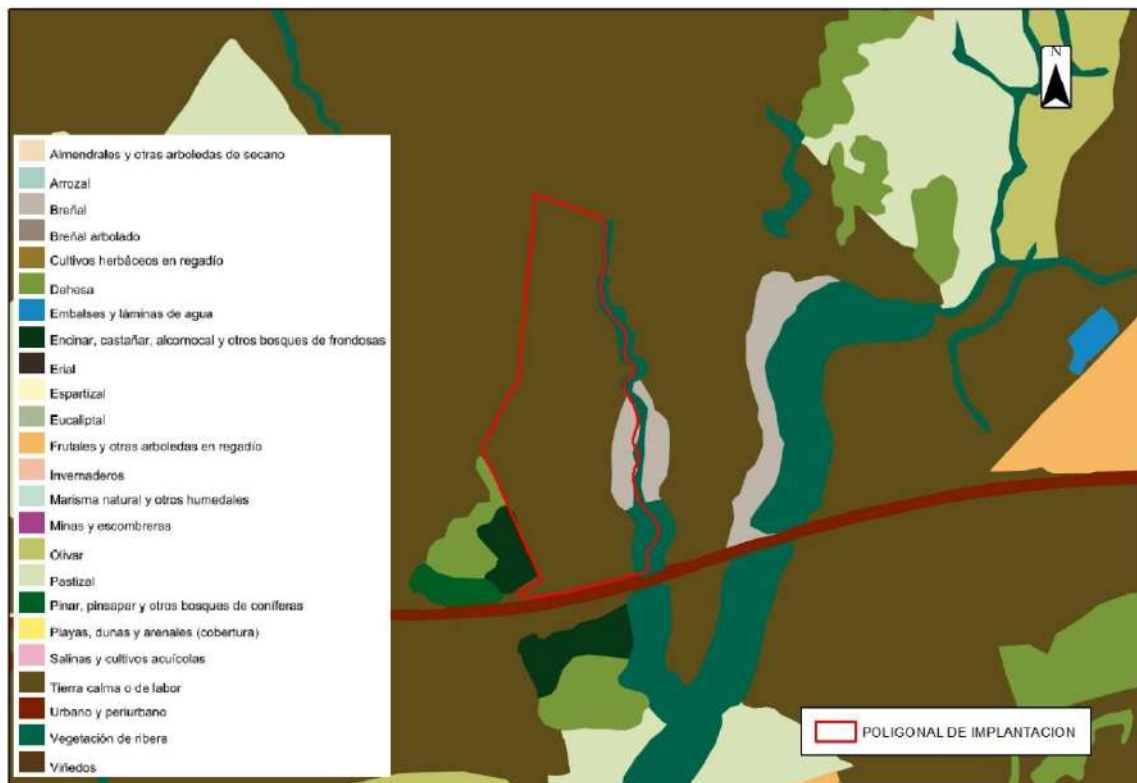 N
Almendrales y otras arboledas de secano
Arrozal
Breñal
Breñal arbolado
Cultivos herbáceos en regadío
Dehesa
Embalses y láminas de agua
Encinar, castañar, alcornocal y otros bosques de frondosas
Erial
Espartizal
Eucaliptal
Frutales y otras arboledas en regadío
Invernaderos
Marisma natural y otros humedales
Minas y escombreras
Olivar
Pastizal
Pinar, pinsapar y otros bosques de coníferas
Playas, dunas y arenales (cobertura)
Salinas y cultivos acuícolas
Tierra calma o de labor
Urbano y periurbano
Vegetación de ribera
Viñedos
POLIGONAL DE IMPLANTACION